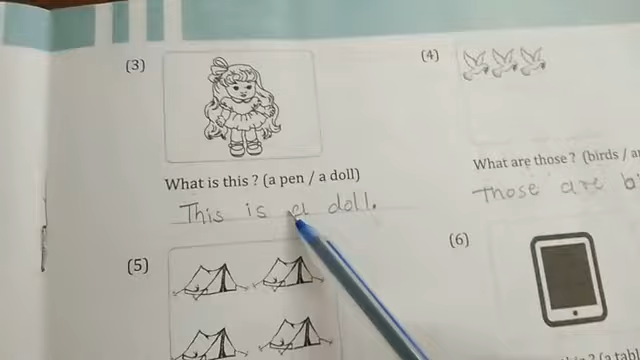 (3)
(4)
What is this ? (a pen / a doll)
This is a doll.
What are those ? (birds /
Those are
(5)
(6)